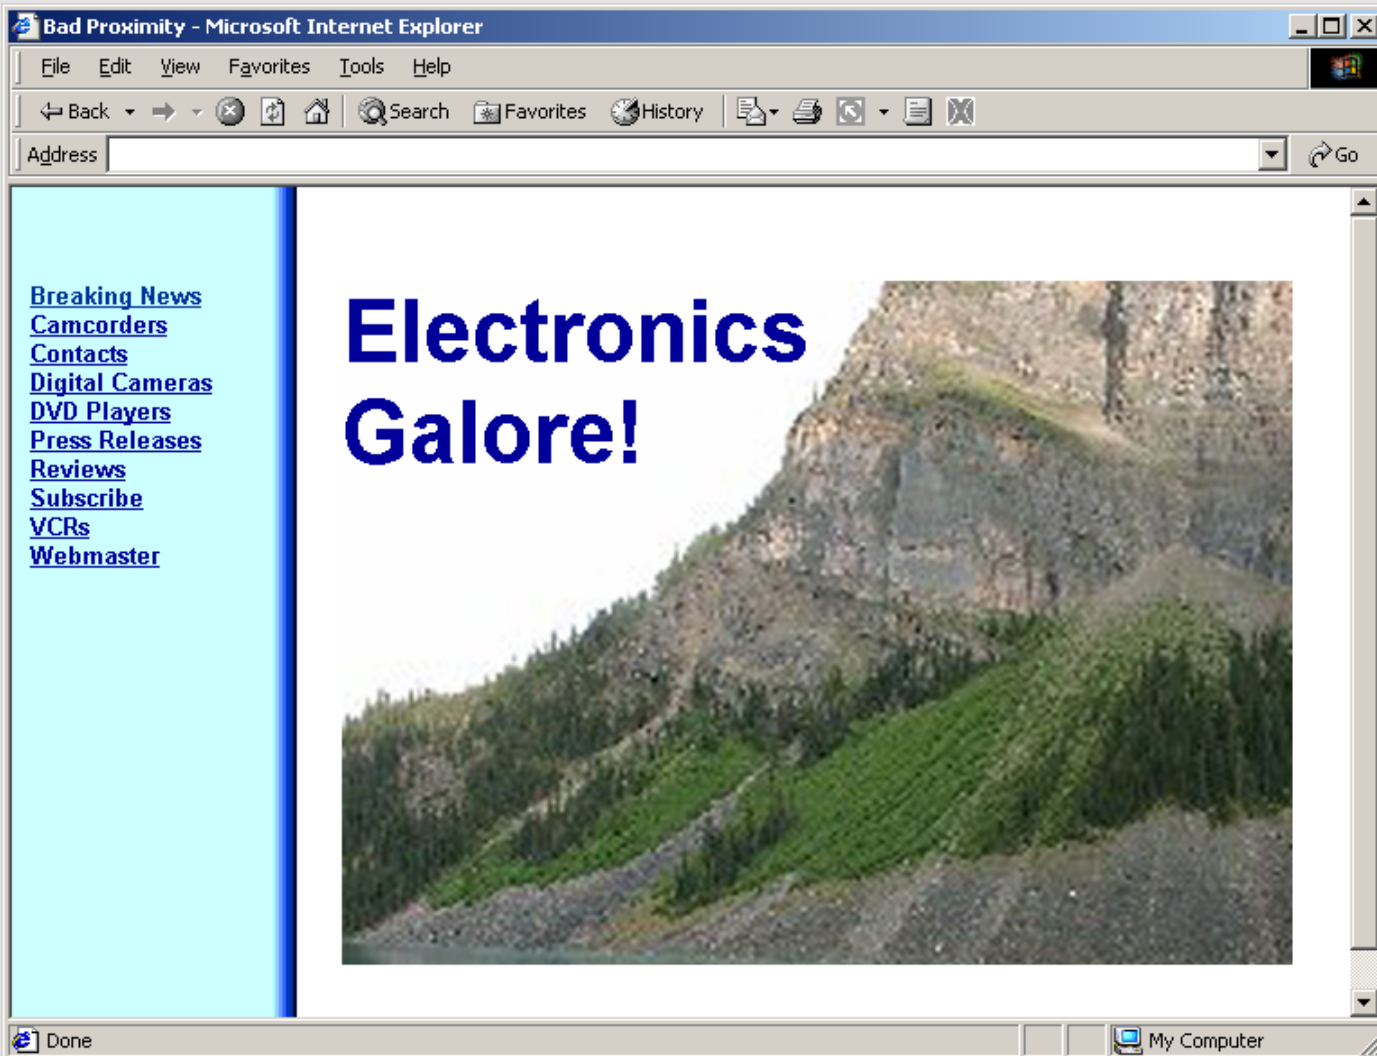 Bad Proximity - Microsoft Internet Explorer
File Edit View Favorites Tools Help
Back Search Favorites History
Address Go
Breaking News
Camcorders
Contacts
Digital Cameras
DVD Players
Press Releases
Reviews
Subscribe
VCRs
Webmaster
Electronics
Galore!
Done My Computer